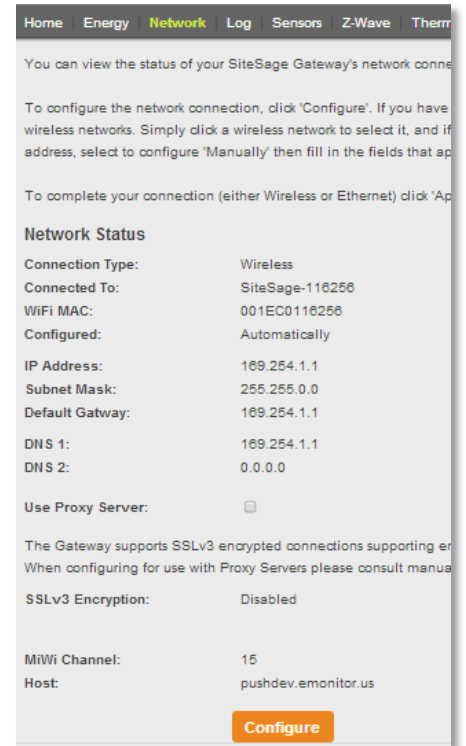 Home Energy Network Log Sensors Z-Wave Therm
You can view the status of your SiteSage Gateway's network conne
To configure the network connection, click 'Configure'. If you have
wireless networks. Simply click a wireless network to select it, and if
address, select to configure 'Manually' then fill in the fields that ap
To complete your connection (either Wireless or Ethernet) click 'Ap
Network Status
Connection Type: Wireless
Connected To: SiteSage-116256
WiFi MAC: 001EC0116256
Configured: Automatically
IP Address: 169.254.1.1
Subnet Mask: 255.255.0.0
Default Gatway: 169.254.1.1
DNS 1: 169.254.1.1
DNS 2: 0.0.0.0
Use Proxy Server:
The Gateway supports SSLv3 encrypted connections supporting er
When configuring for use with Proxy Servers please consult manua
SSLv3 Encryption: Disabled
MiWi Channel: 15
Host: pushdev.emonitor.us
Configure